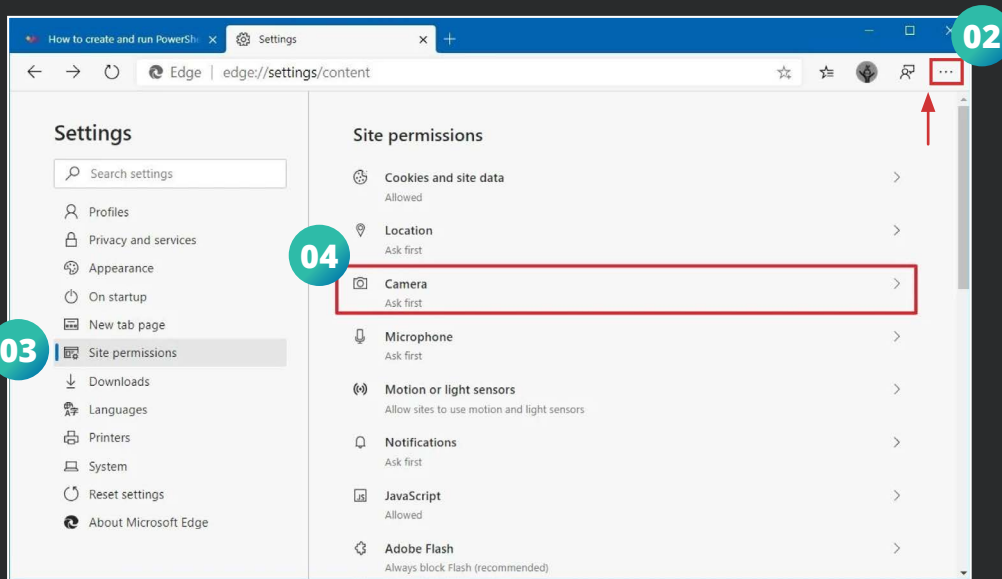 How to create and run PowerSh
Settings
02
Edge | edge://settings/content
Settings
Search settings
Profiles
Privacy and services
Appearance
On startup
New tab page
03
Site permissions
Downloads
Languages
Printers
System
Reset settings
About Microsoft Edge
Site permissions
Cookies and site data
Allowed
Location
Ask first
04
Camera
Ask first
Microphone
Ask first
Motion or light sensors
Allow sites to use motion and light sensors
Notifications
Ask first
JS
JavaScript
Allowed
Adobe Flash
Always block Flash (recommended)